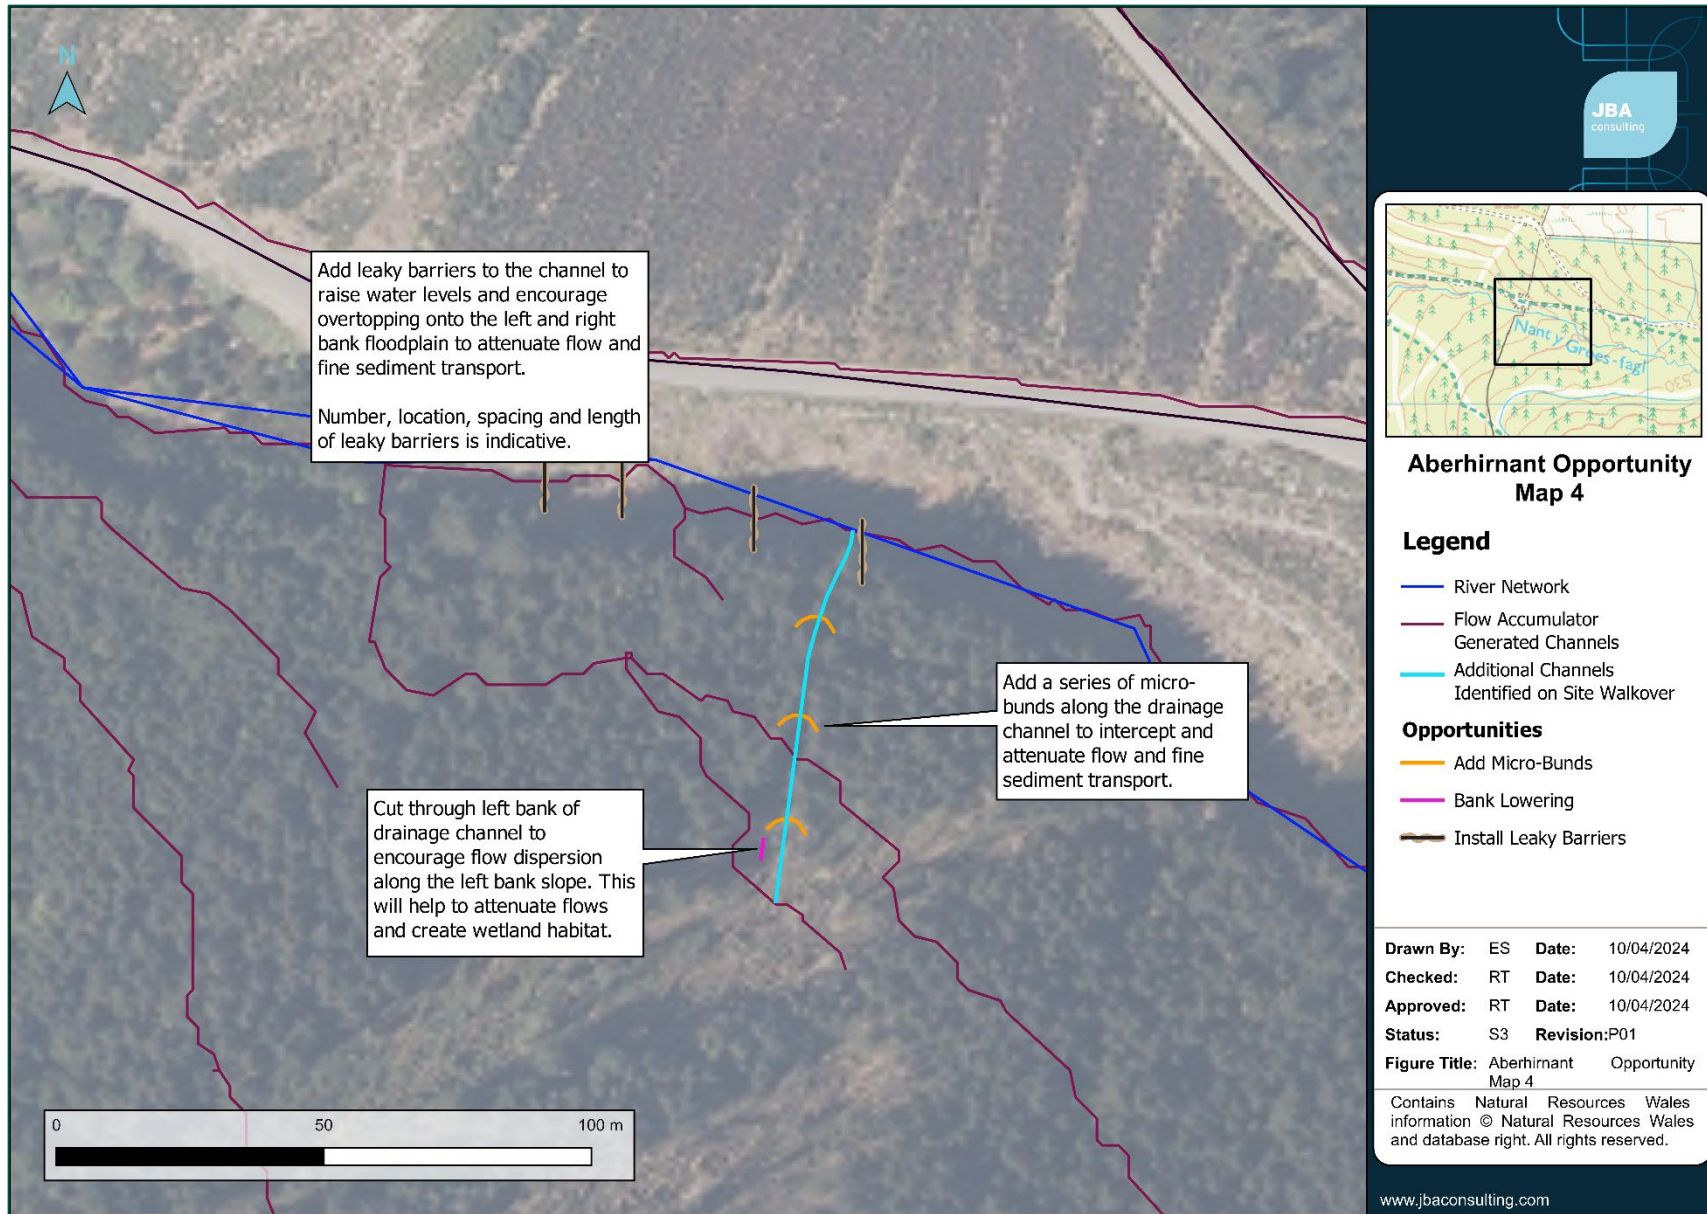 N
Add leaky barriers to the channel to
raise water levels and encourage
overtopping onto the left and right
bank floodplain to attenuate flow and
fine sediment transport.
Number, location, spacing and length
of leaky barriers is indicative.
Add a series of micro-
bunds along the drainage
channel to intercept and
attenuate flow and fine
sediment transport.
Cut through left bank of
drainage channel to
encourage flow dispersion
along the left bank slope. This
will help to attenuate flows
and create wetland habitat.
0 50 100 m
JBA
consulting
Nant y Groes-fagl
530
Aberhirnant Opportunity
Map 4
Legend
River Network
Flow Accumulator
Generated Channels
Additional Channels
Identified on Site Walkover
Opportunities
Add Micro-Bunds
Bank Lowering
Install Leaky Barriers
Drawn By: ES Date: 10/04/2024
Checked: RT Date: 10/04/2024
Approved: RT Date: 10/04/2024
Status: S3 Revision:P01
Figure Title: Aberhirnant Opportunity
Map 4
Contains Natural Resources Wales
information © Natural Resources Wales
and database right. All rights reserved.
www.jbaconsulting.com